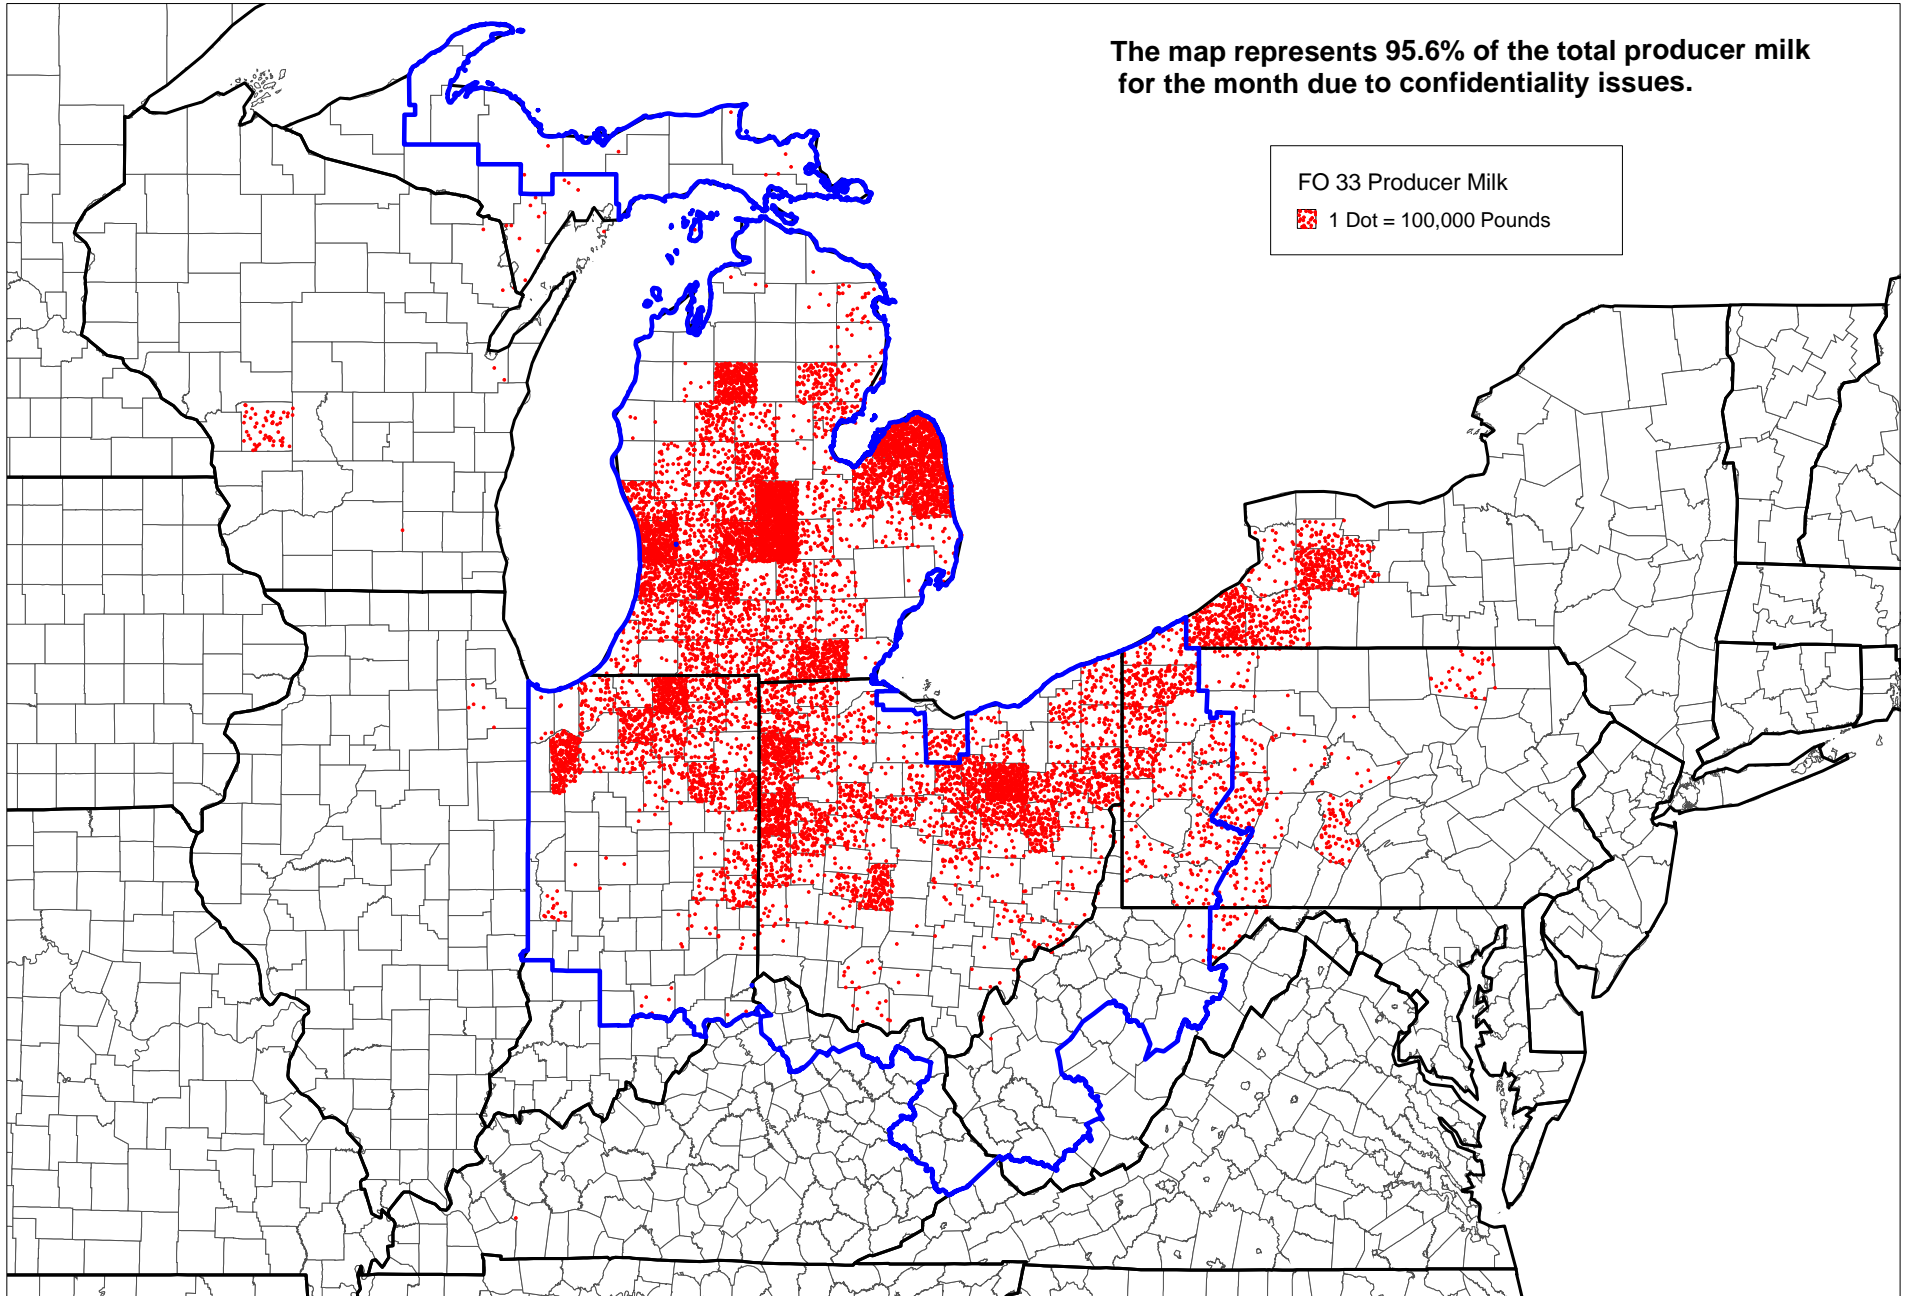 The map represents 95.6% of the total producer milk
for the month due to confidentiality issues.
FO 33 Producer Milk
1 Dot = 100,000 Pounds